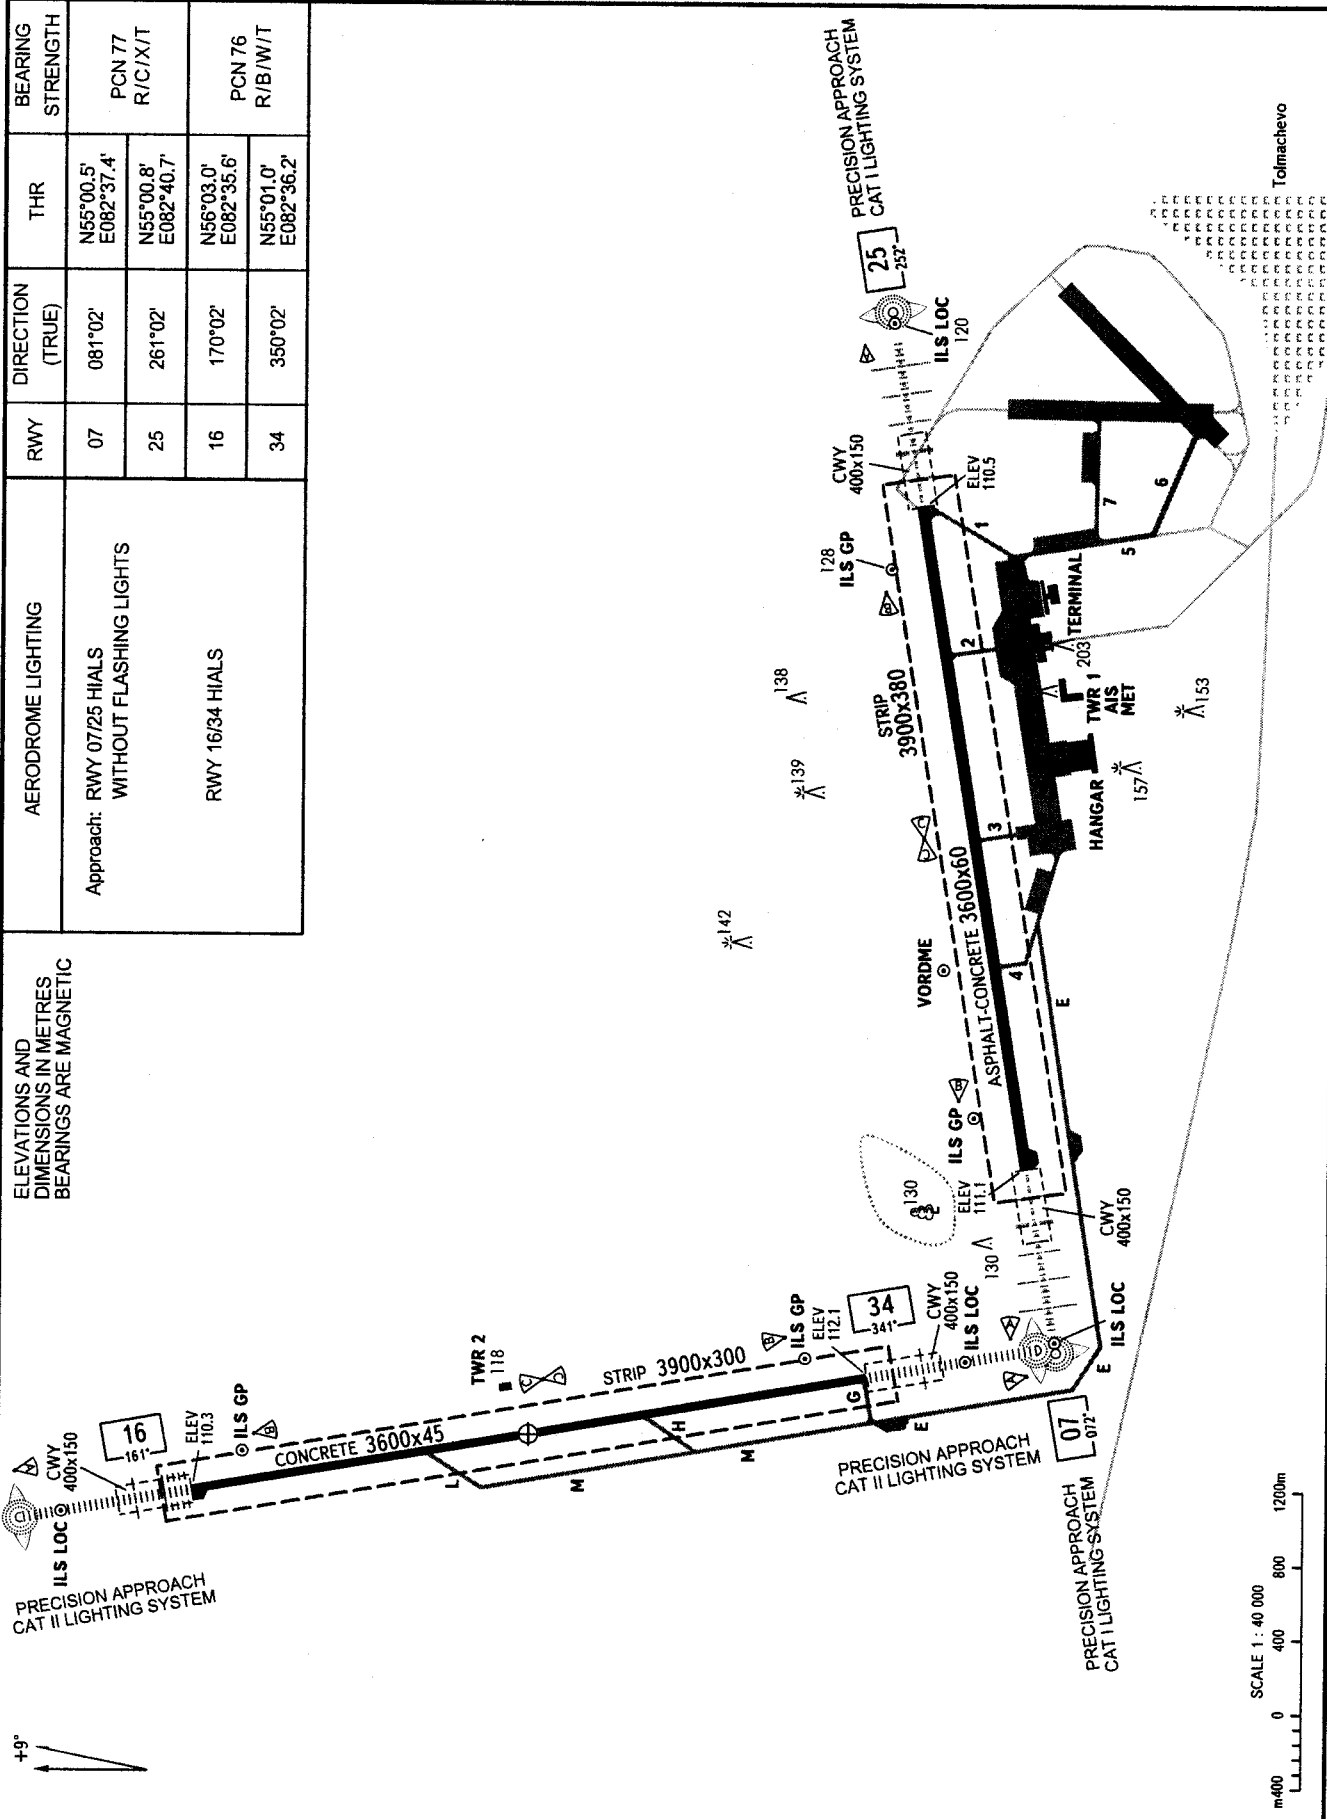 +9°
ELEVATIONS AND
DIMENSIONS IN METRES
BEARINGS ARE MAGNETIC
AERODROME LIGHTING
RWY
DIRECTION
(TRUE)
THR
BEARING
STRENGTH
Approach: RWY 07/25 HIALS
WITHOUT FLASHING LIGHTS
RWY 16/34 HIALS
07
081°02'
N55°00.5'
E082°37.4'
PCN 77
R/C/X/T
25
261°02'
N55°00.8'
E082°40.7'
16
170°02'
N56°03.0'
E082°35.6'
PCN 76
R/B/W/T
34
350°02'
N55°01.0'
E082°36.2'
PRECISION APPROACH
CAT II LIGHTING SYSTEM
ILS LOC
CWY
400x150
A
16
161°
ELEV
110.3
ILS GP
B
CONCRETE 3600x45
TWR 2
118
C
C
STRIP 3900x300
L
M
H
M
B
ILS GP
ELEV
112.1
34
341°
G
E
CWY
400x150
ILS LOC
PRECISION APPROACH
CAT II LIGHTING SYSTEM
A
A
07
072°
E
ILS LOC
PRECISION APPROACH
CAT I LIGHTING SYSTEM
130
130
ELEV
111.1
CWY
400x150
ILS GP
B
VORDME
ASPHALT-CONCRETE 3600x60
4
E
142
139
138
C
C
STRIP
3900x380
3
2
HANGAR
157
TWR 1
AIS
MET
153
203
TERMINAL
128
ILS GP
B
CWY
400x150
ELEV
110.5
1
5
7
6
A
ILS LOC
120
25
252°
PRECISION APPROACH
CAT I LIGHTING SYSTEM
Tolmachevo
SCALE 1 : 40 000
m400 0 400 800 1200m